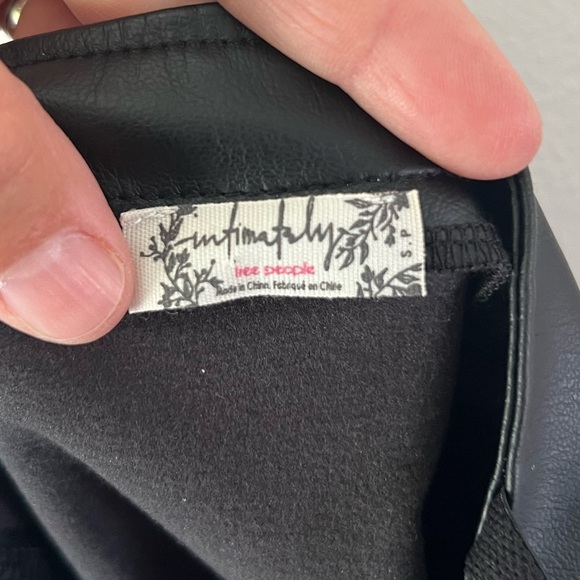 intimately
free people
Made in China. Fabriqué en Chine
S.P